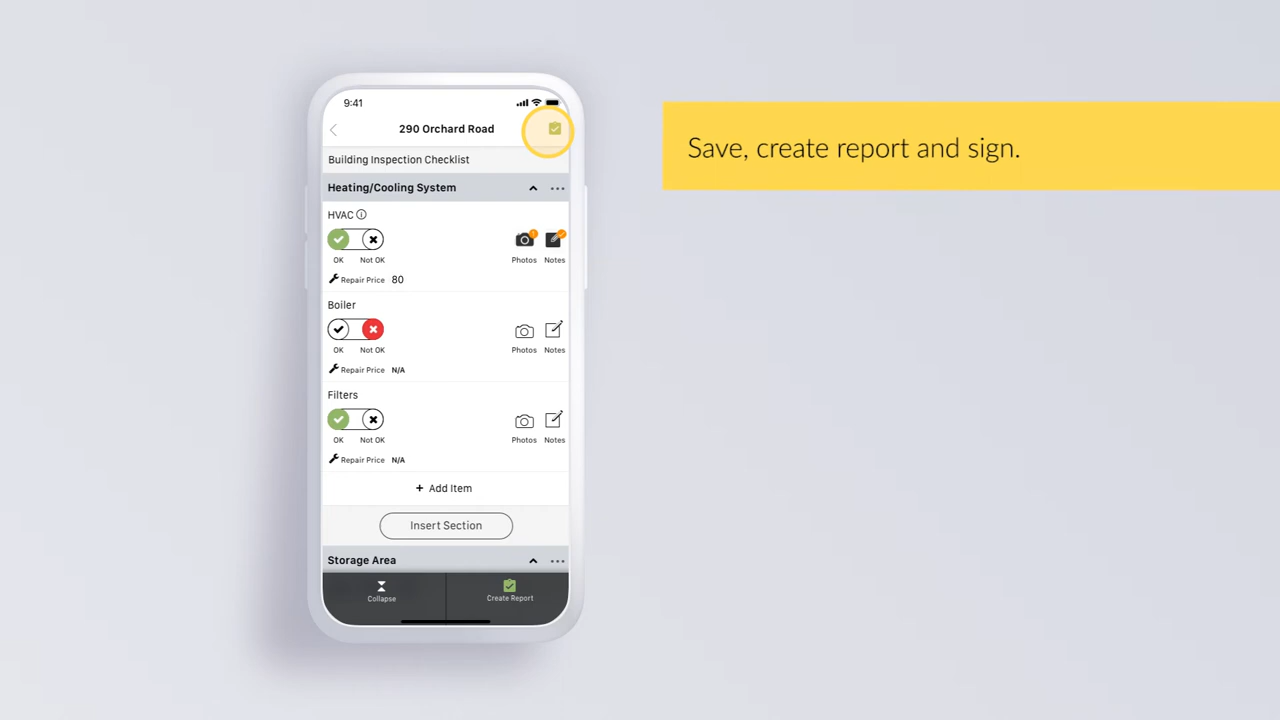 9:41
290 Orchard Road
Save, create report and sign.
Building Inspection Checklist
Heating/Cooling System
HVAC
OK Not OK Photos Notes
Repair Price 80
Boiler
OK Not OK Photos Notes
Repair Price N/A
Filters
OK Not OK Photos Notes
Repair Price N/A
+ Add Item
Insert Section
Storage Area
Collapse Create Report